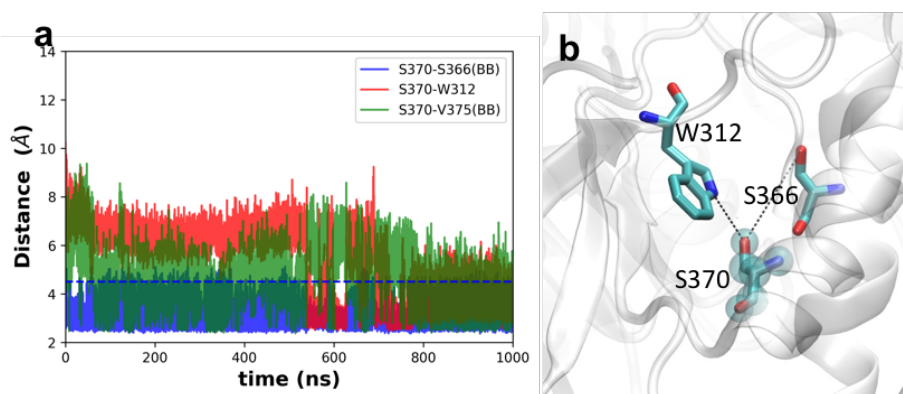 a
14
12
10
8
6
4
2
Distance (Å)
0
200
400
600
800
1000
time (ns)
S370-S366(BB)
S370-W312
S370-V375(BB)
b
W312
S366
S370